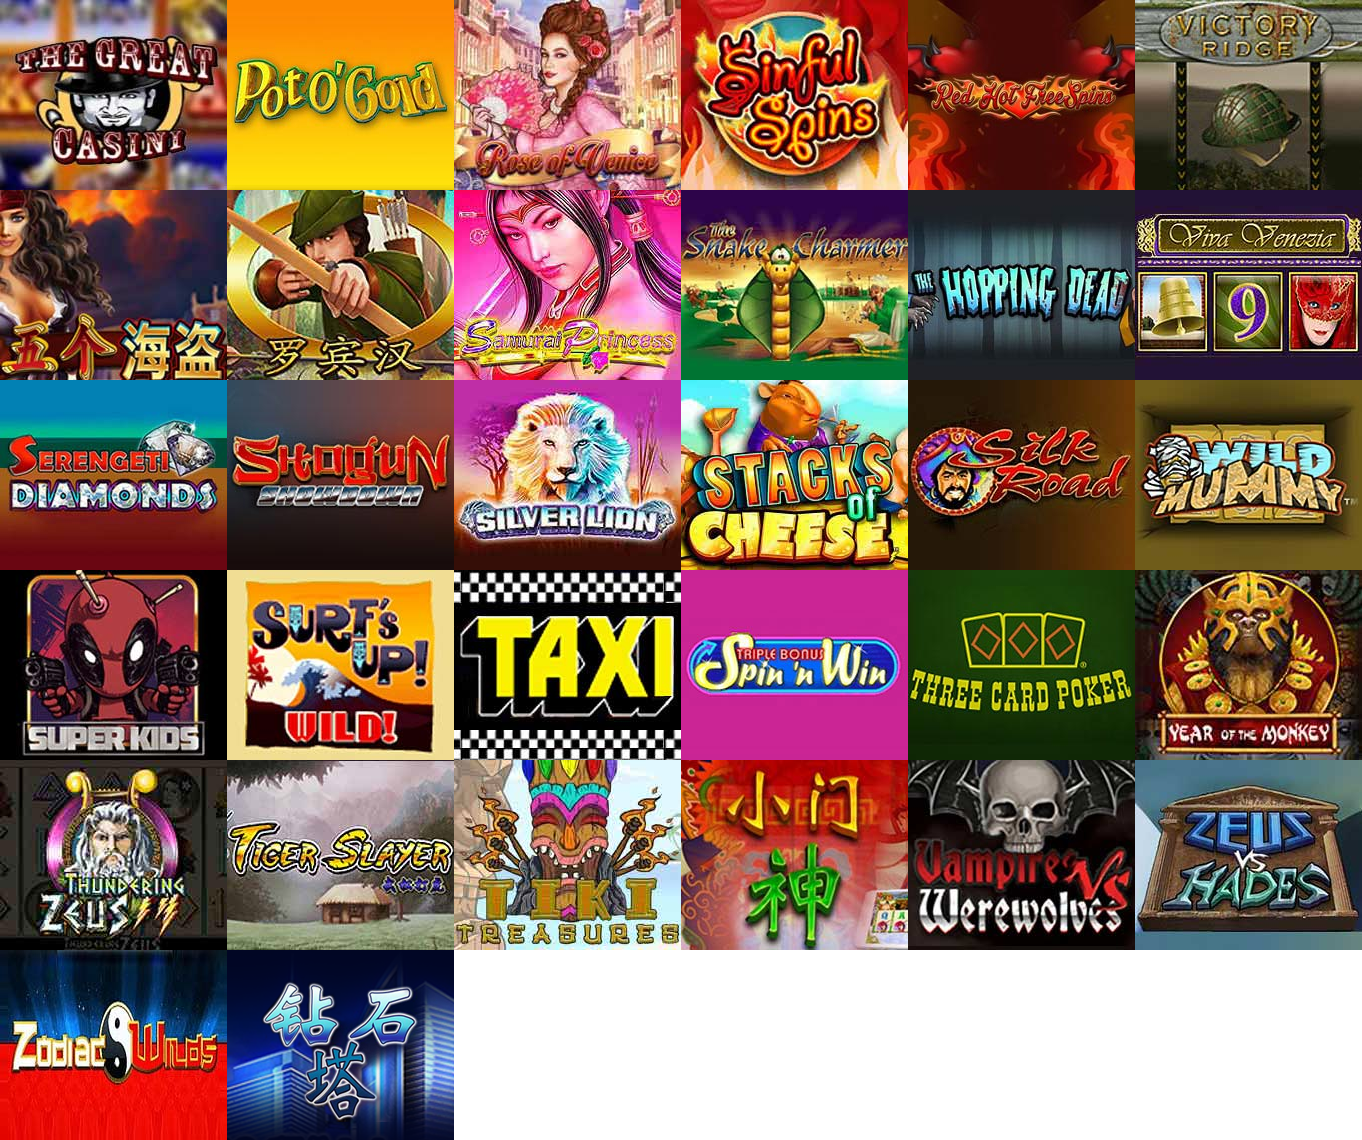 THE GREAT
CASINI
Pot O' Gold
Rose of Venice
Sinful
Spins
Red Hot Free Spins
VICTORY
RIDGE
五个海盗
罗宾汉
Samurai Princess
The
Snake Charmer
THE HOPPING DEAD
Viva Venezia
9
SERENGETI
DIAMONDS
SHOGUN
SHOWDOWN
SILVER LION
STACKS
of
CHEESE
Silk
Road
WILD
MUMMY™
SUPER KIDS
SURF'S
UP!
WILD!
TAXI
TRIPLE BONUS
Spin 'n Win
®
THREE CARD POKER
YEAR OF THE MONKEY
THUNDERING
ZEUS
THUNDERING ZEUS
TIGER SLAYER
TIKI
TREASURES
小门
神
Q A
Vampires
Vs
Werewolves
ZEUS
VS
HADES
Zodiac Wilds
钻石
塔